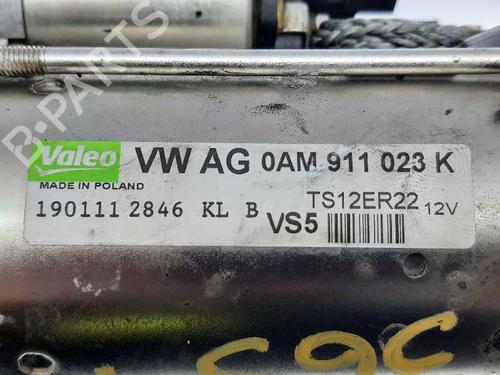 Valeo VW AG 0AM 911 023 K
MADE IN POLAND
190111 2846 KL B VS5 TS12ER22 12V
B-PARTS